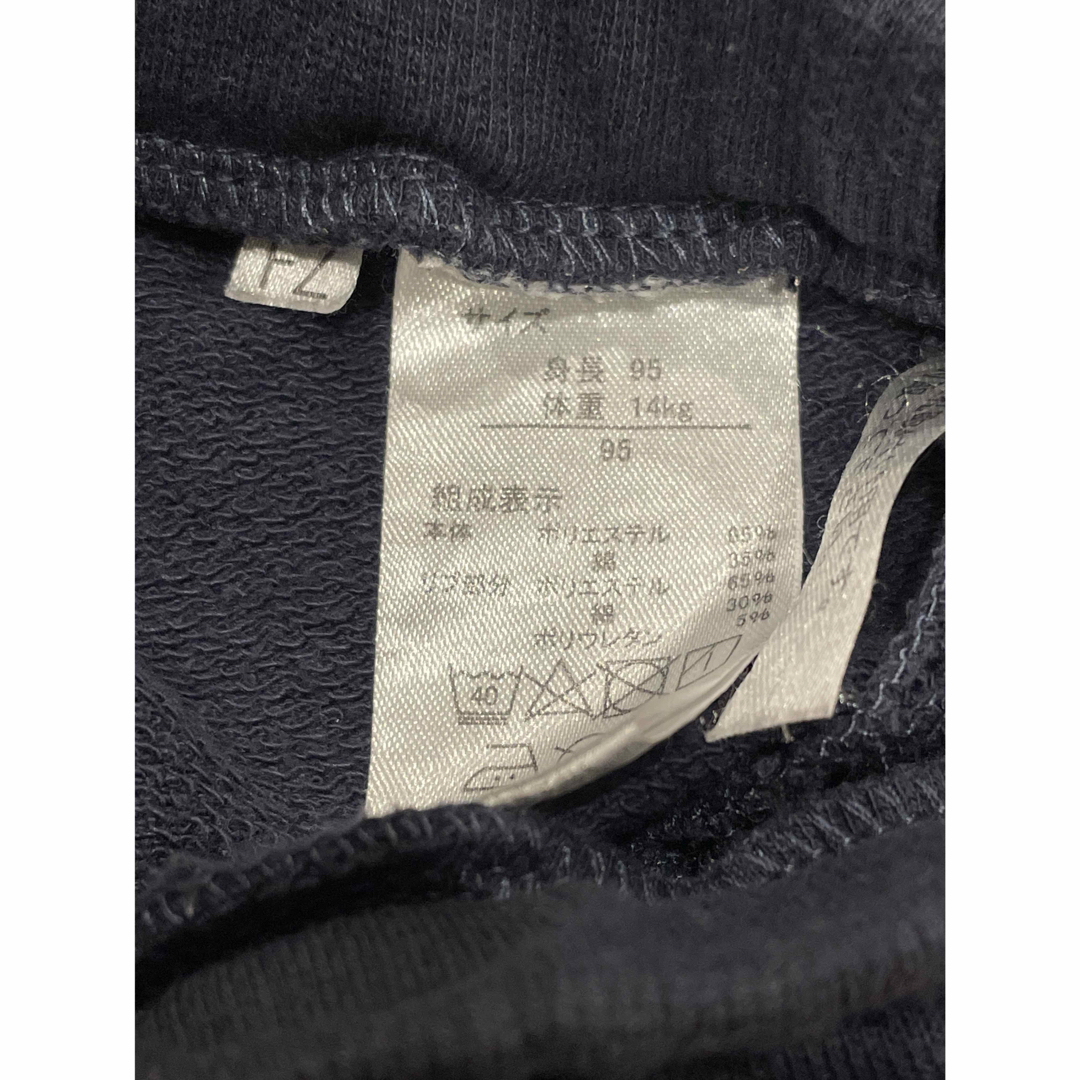 FZ
サイズ
身長 95
体重 14kg
95
組成表示
本体 ポリエステル 65%
綿 35%
リブ部分 ポリエステル 65%
綿 30%
ポリウレタン 5%
40